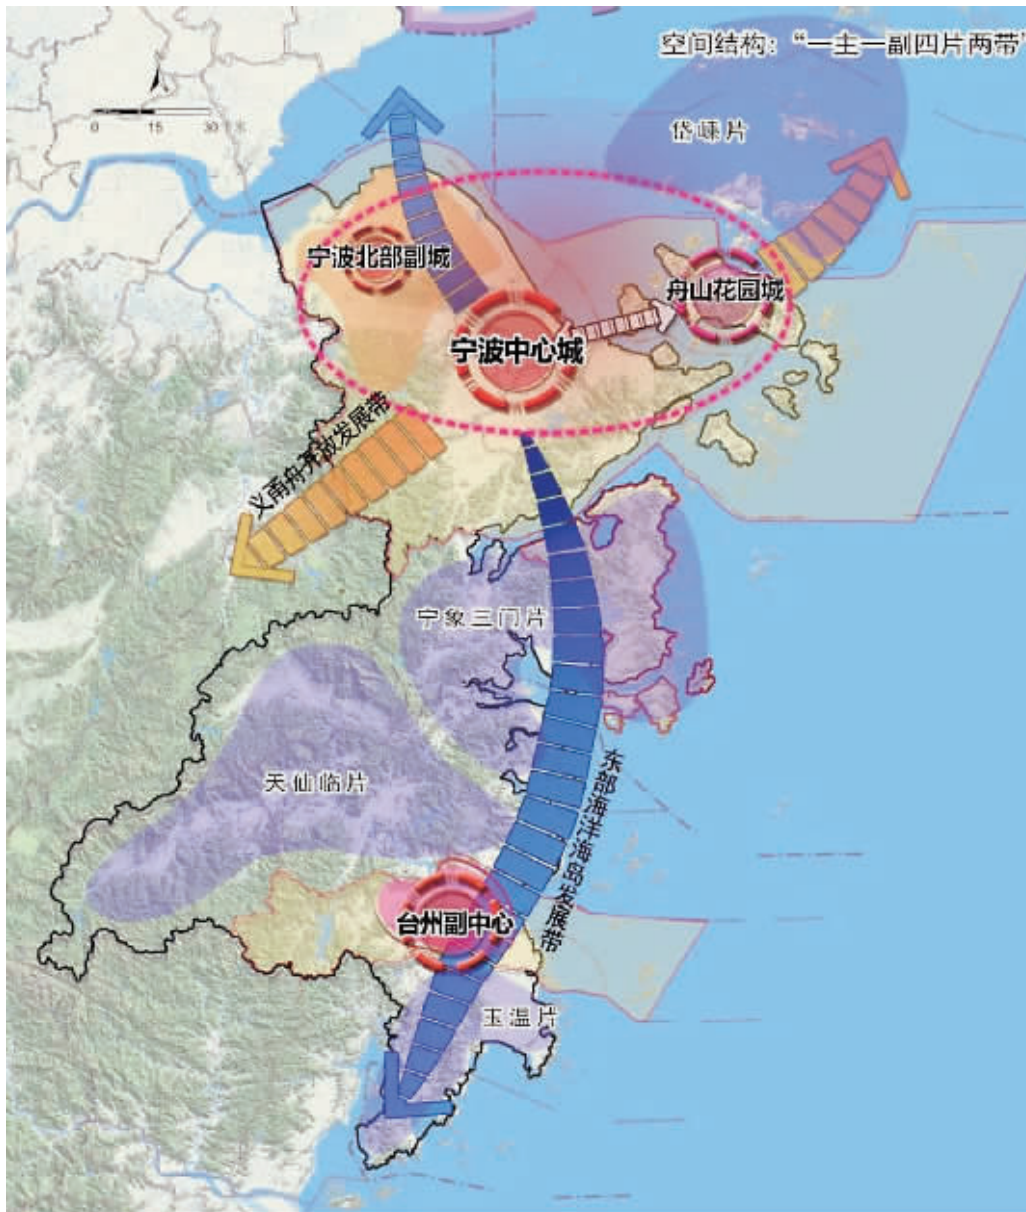 空间结构：“一主一副四片两带”
0 15 30
岱嵊片
宁波北部副城
舟山花园城
宁波中心城
义甬舟开放发展带
宁象三门片
天仙临片
东部海洋海岛发展带
台州副中心
玉温片